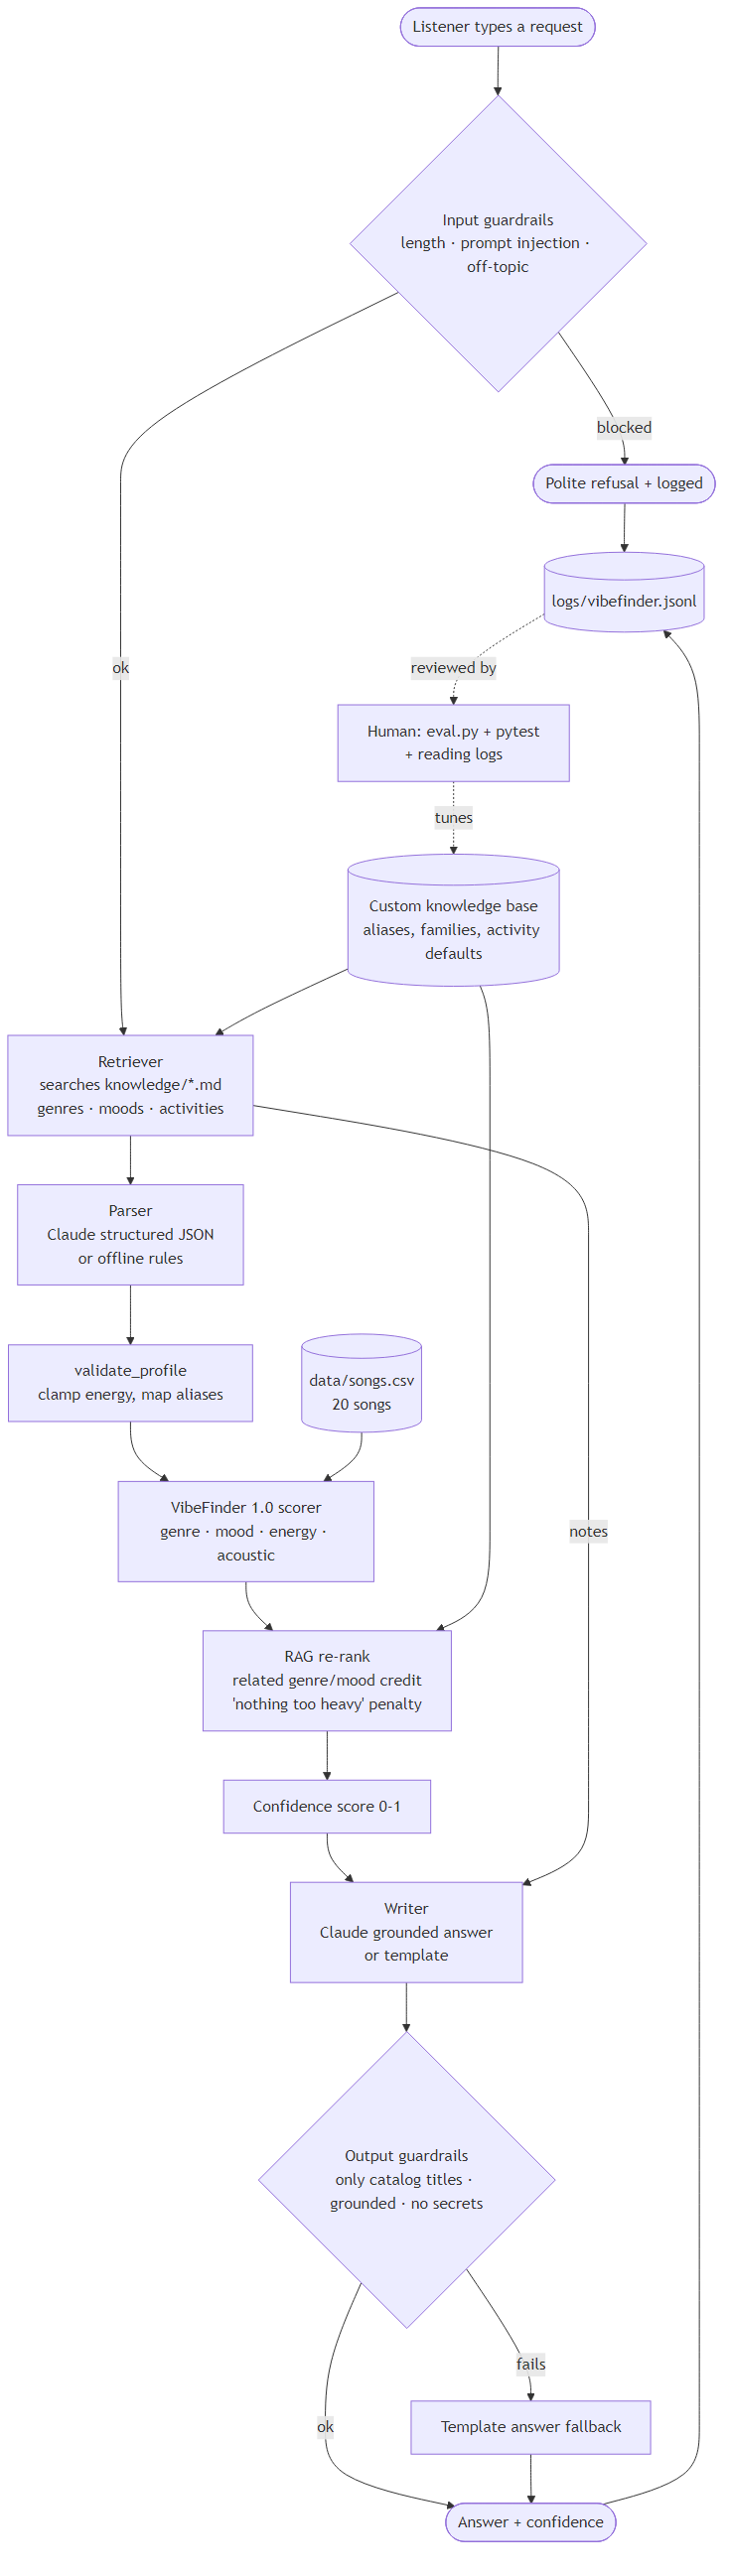 Listener types a request
Input guardrails
length · prompt injection ·
off-topic
blocked
Polite refusal + logged
logs/vibefinder.jsonl
ok
reviewed by
Human: eval.py + pytest
+ reading logs
tunes
Custom knowledge base
aliases, families, activity
defaults
Retriever
searches knowledge/*.md
genres · moods · activities
Parser
Claude structured JSON
or offline rules
validate_profile
clamp energy, map aliases
data/songs.csv
20 songs
VibeFinder 1.0 scorer
genre · mood · energy ·
acoustic
notes
RAG re-rank
related genre/mood credit
'nothing too heavy' penalty
Confidence score 0-1
Writer
Claude grounded answer
or template
Output guardrails
only catalog titles ·
grounded · no secrets
fails
ok
Template answer fallback
Answer + confidence